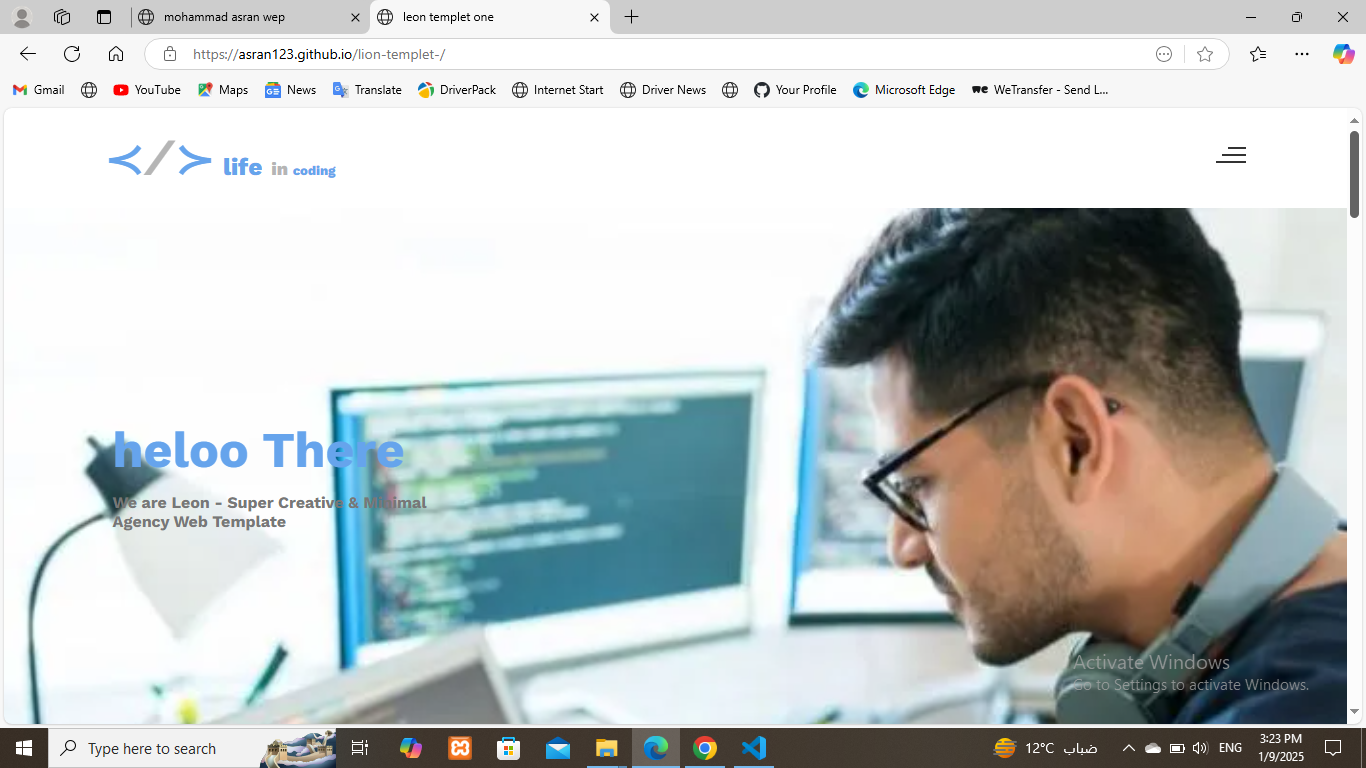 mohammad asran wep
leon templet one
https://asran123.github.io/lion-templet-/
Gmail
YouTube
Maps
News
Translate
DriverPack
Internet Start
Driver News
Your Profile
Microsoft Edge
WeTransfer - Send L...
</> life in coding
heloo There
We are Leon - Super Creative & Minimal
Agency Web Template
Activate Windows
Go to Settings to activate Windows.
Type here to search
12°C ضباب
ENG
3:23 PM
1/9/2025